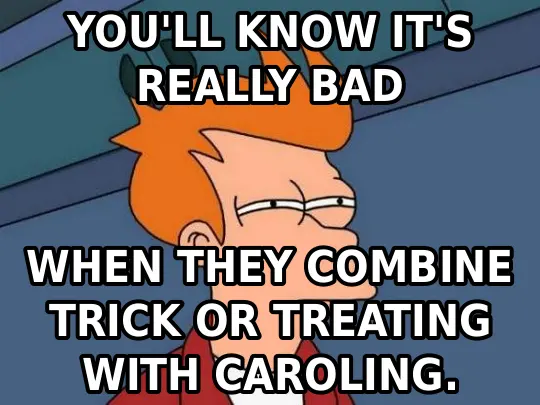 YOU'LL KNOW IT'S
REALLY BAD
WHEN THEY COMBINE
TRICK OR TREATING
WITH CAROLING.